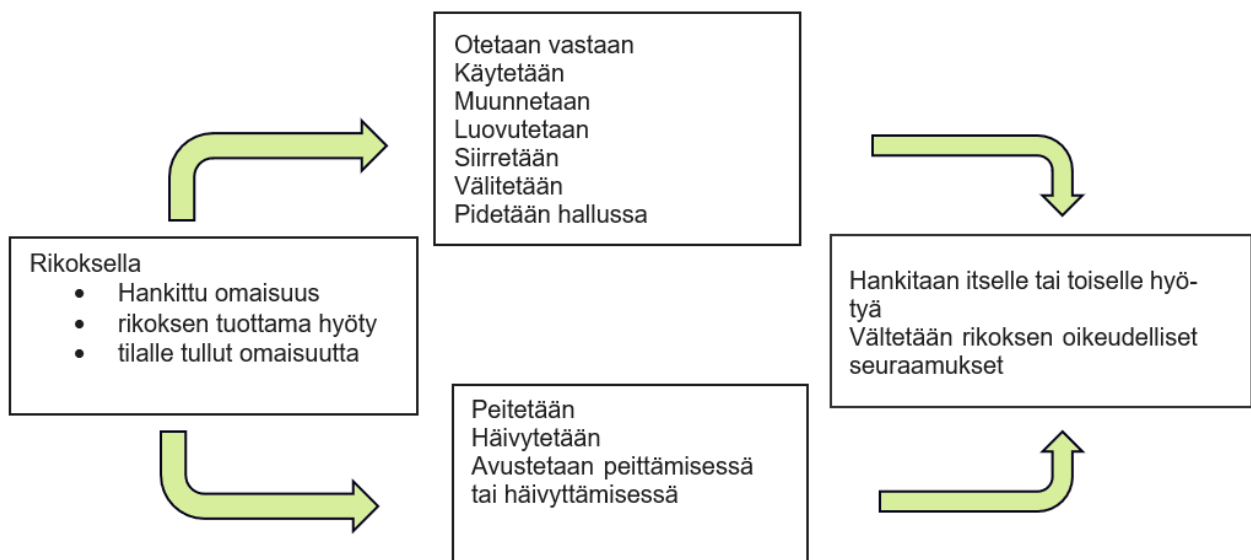 Otetaan vastaan
Käytetään
Muunnetaan
Luovutetaan
Siirretään
Välitetään
Pidetään hallussa
Rikoksella
• Hankittu omaisuus
• rikoksen tuottama hyöty
• tilalle tullut omaisuutta
Hankitaan itselle tai toiselle hyö-
tyä
Vältetään rikoksen oikeudelliset
seuraamukset
Peitetään
Häivytetään
Avustetaan peittämisessä
tai häivyttämisessä